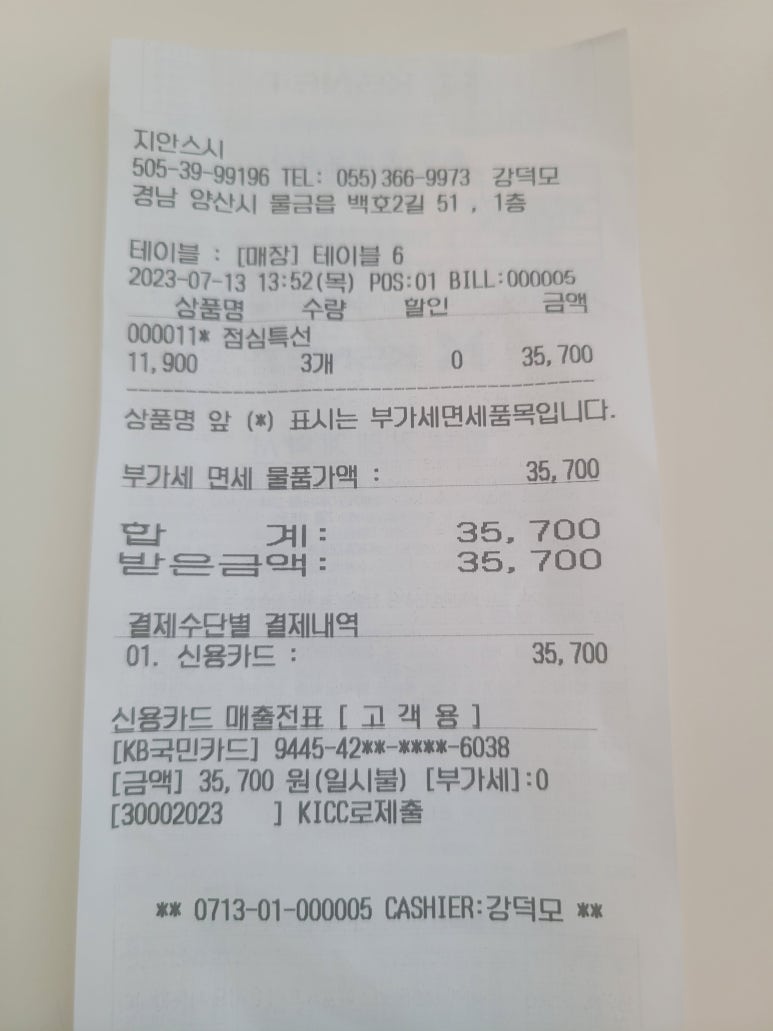 지안스시
505-39-99196 TEL: 055)366-9973 강덕모
경남 양산시 물금읍 백호2길 51 , 1층
테이블 : [매장] 테이블 6
2023-07-13 13:52(목) POS:01 BILL:000005
상품명 수량 할인 금액
000011* 점심특선
11,900 3개 0 35,700
상품명 앞 (*) 표시는 부가세면세품목입니다.
부가세 면세 물품가액 : 35,700
합 계: 35,700
받은금액: 35,700
결제수단별 결제내역
01. 신용카드 : 35,700
신용카드 매출전표 [ 고 객 용 ]
[KB국민카드] 9445-42**-****-6038
[금액] 35,700 원(일시불) [부가세]:0
[30002023 ] KICC로제출
** 0713-01-000005 CASHIER:강덕모 **